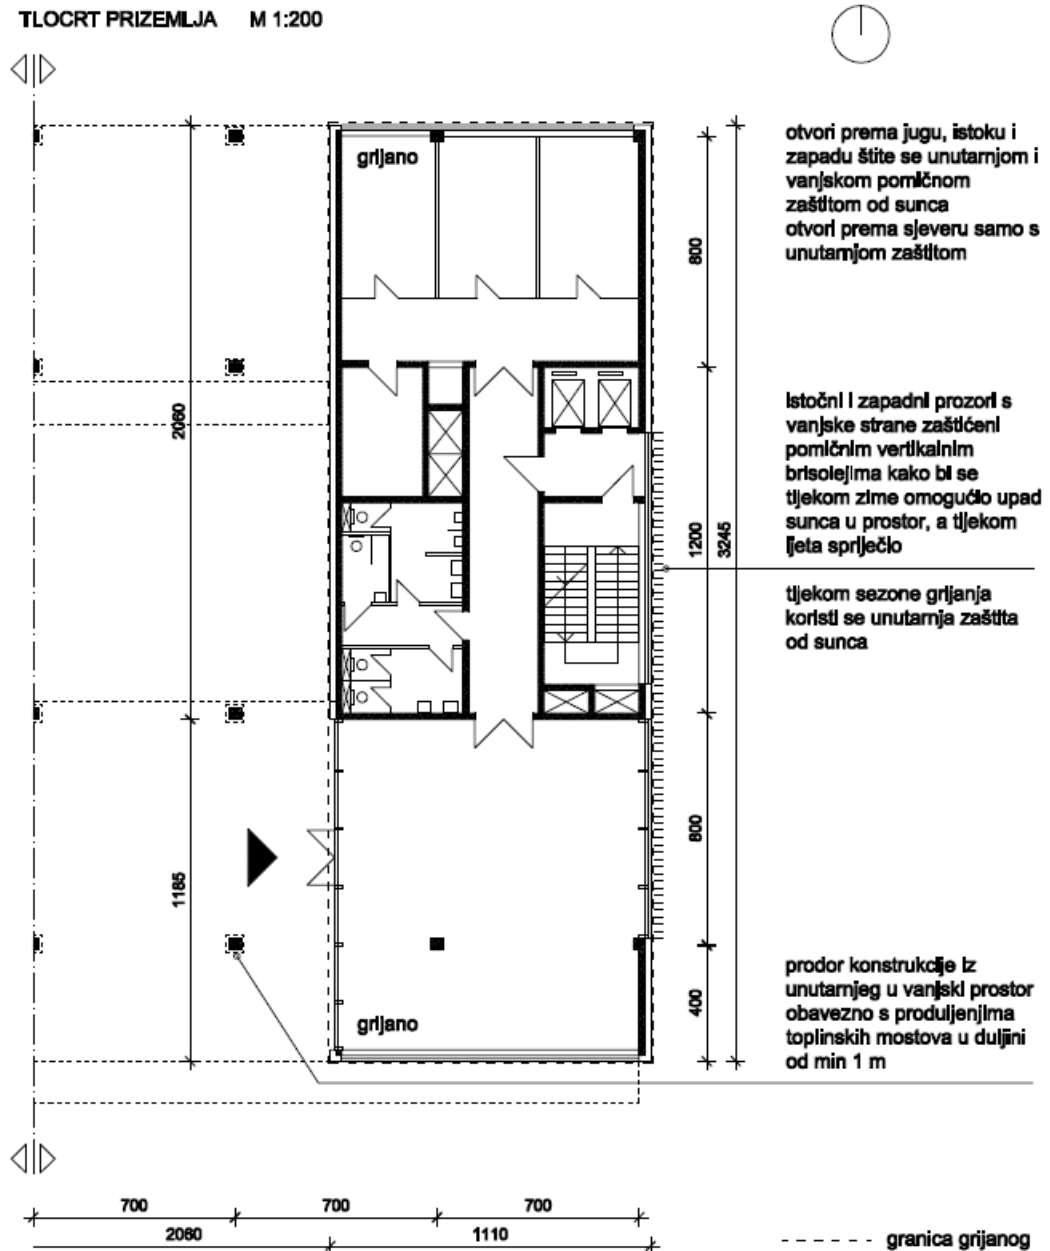 TLOCRT PRIZEMLJA M 1:200
otvori prema jugu, istoku i
zapadu štite se unutarnjom i
vanjskom pomičnom
zaštitom od sunca
otvori prema sjeveru samo s
unutarnjom zaštitom
grijano
800
istočni i zapadni prozori s
vanjske strane zaštićeni
pomičnim vertikalnim
brisolejima kako bi se
tijekom zime omogućio upad
sunca u prostor, a tijekom
ljeta spriječio
2060
1200
3245
tijekom sezone grijanja
koristi se unutarnja zaštita
od sunca
800
1185
prodor konstrukcije iz
unutarnjeg u vanjski prostor
obavezno s produljenjima
toplinskih mostova u duljini
od min 1 m
400
grijano
700 700 700
2060 1110
granica grijanog